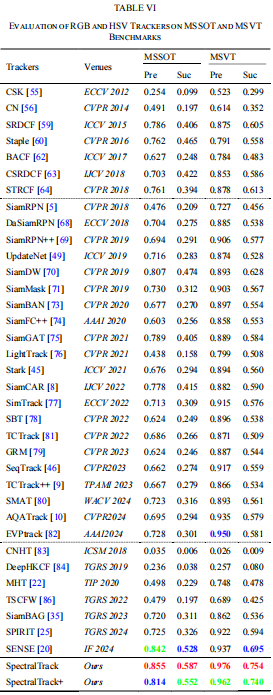 TABLE VI
EVALUATION OF RGB AND HSV TRACKERS ON MSSOT AND MSVT
BENCHMARKS
Trackers Venues MSSOT MSVT
Pre Suc Pre Suc
CSK [55] ECCV 2012 0.254 0.099 0.523 0.299
CN [56] CVPR 2014 0.491 0.197 0.614 0.352
SRDCF [59] ICCV 2015 0.786 0.406 0.875 0.605
Staple [60] CVPR 2016 0.762 0.465 0.791 0.558
BACF [62] ICCV 2017 0.627 0.248 0.784 0.483
CSRDCF [63] IJCV 2018 0.703 0.422 0.853 0.586
STRCF [64] CVPR 2018 0.761 0.394 0.878 0.613
SiamRPN [5] CVPR 2018 0.476 0.209 0.727 0.456
DaSiamRPN [68] ECCV 2018 0.704 0.275 0.885 0.538
SiamRPN++ [69] CVPR 2019 0.694 0.291 0.906 0.577
UpdateNet [49] ICCV 2019 0.716 0.283 0.874 0.528
SiamDW [70] CVPR 2019 0.807 0.474 0.893 0.628
SiamMask [71] CVPR 2019 0.730 0.312 0.903 0.567
SiamBAN [73] CVPR 2020 0.677 0.270 0.897 0.554
SiamFC++ [74] AAAI 2020 0.603 0.256 0.858 0.553
SiamGAT [75] CVPR 2021 0.789 0.405 0.889 0.584
LightTrack [76] CVPR 2021 0.438 0.158 0.799 0.508
Stark [45] ICCV 2021 0.676 0.294 0.894 0.560
SiamCAR [8] IJCV 2022 0.778 0.415 0.882 0.590
SimTrack [77] ECCV 2022 0.713 0.309 0.915 0.576
SBT [78] CVPR 2022 0.624 0.249 0.896 0.538
TCTrack [81] CVPR 2022 0.686 0.266 0.871 0.509
GRM [79] CVPR 2023 0.624 0.246 0.887 0.544
SeqTrack [46] CVPR2023 0.662 0.274 0.917 0.559
TCTrack++ [9] TPAMI 2023 0.667 0.279 0.866 0.534
SMAT [80] WACV 2024 0.723 0.316 0.893 0.561
AQATrack [10] CVPR2024 0.695 0.294 0.935 0.579
EVPtrack [82] AAAI2024 0.728 0.301 0.950 0.581
CNHT [83] ICSM 2018 0.035 0.006 0.026 0.009
DeepHKCF [84] TGRS 2019 0.236 0.038 0.257 0.080
MHT [22] TIP 2020 0.498 0.229 0.748 0.478
TSCFW [86] TGRS 2022 0.479 0.197 0.689 0.425
SiamBAG [35] TGRS 2023 0.720 0.311 0.862 0.536
SPIRIT [25] TGRS 2024 0.725 0.326 0.922 0.594
SENSE [20] IF 2024 0.842 0.528 0.937 0.695
SpectralTrack Ours 0.855 0.587 0.976 0.754
SpectralTrack+ Ours 0.814 0.552 0.962 0.740